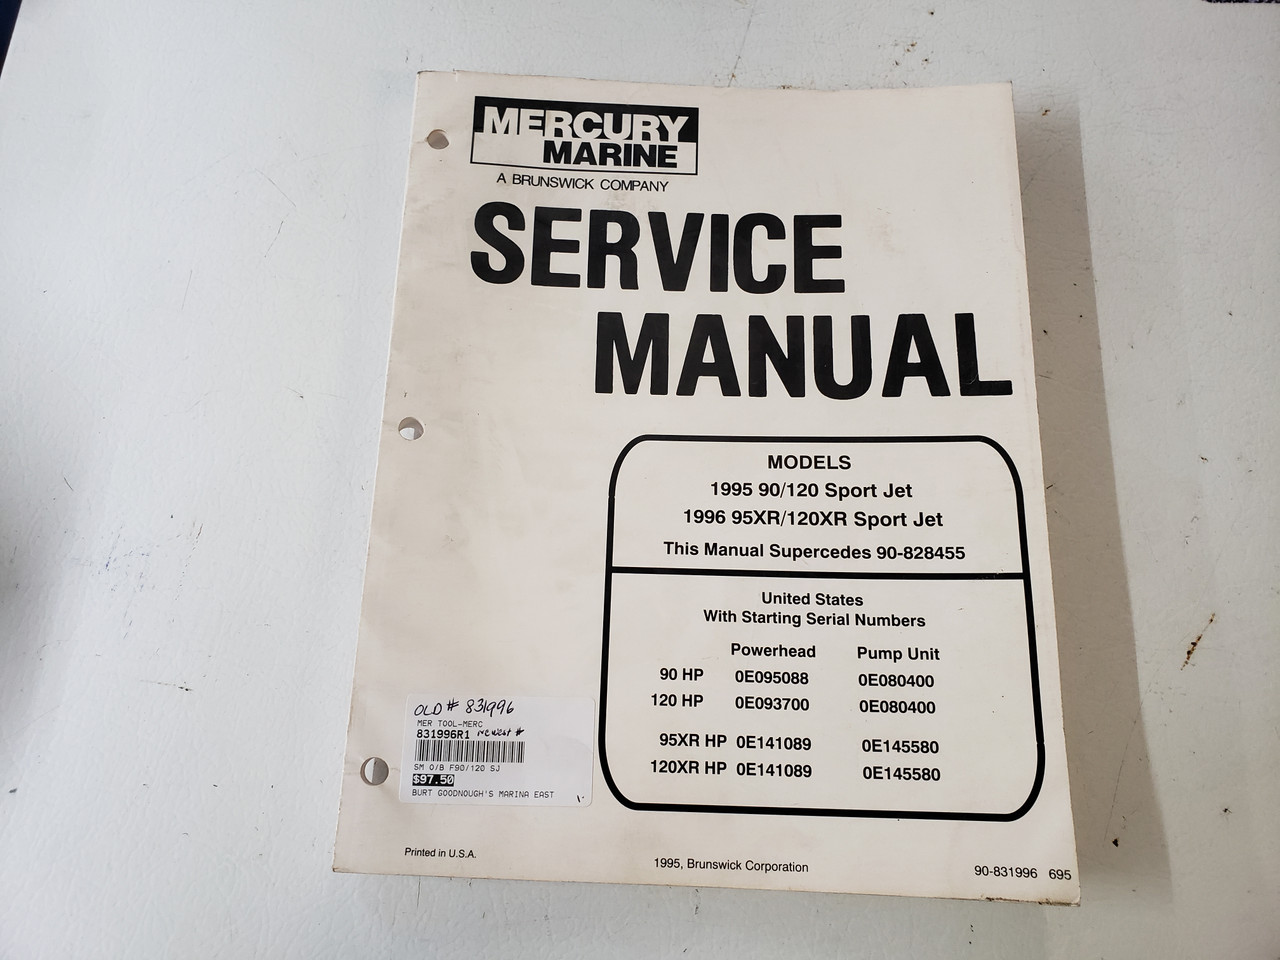 MERCURY
MARINE
A BRUNSWICK COMPANY
SERVICE
MANUAL
MODELS
1995 90/120 Sport Jet
1996 95XR/120XR Sport Jet
This Manual Supercedes 90-828455
United States
With Starting Serial Numbers
Powerhead Pump Unit
90 HP 0E095088 0E080400
120 HP 0E093700 0E080400
95XR HP 0E141089 0E145580
120XR HP 0E141089 0E145580
OLD # 831996
MER TOOL-MERC
831996R1 Newest #
SM O/B F90/120 SJ
$97.50
BURT GOODNOUGH'S MARINA EAST
Printed in U.S.A.
1995, Brunswick Corporation
90-831996 695